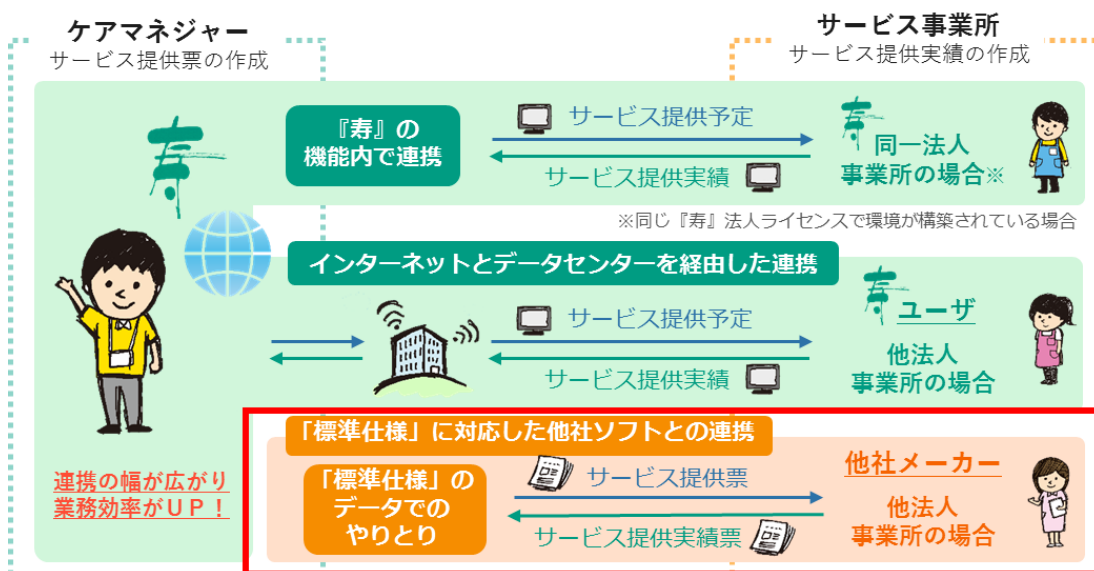 ケアマネジャー
サービス提供票の作成
サービス事業所
サービス提供実績の作成
寿
『寿』の
機能内で連携
サービス提供予定
サービス提供実績
寿
同一法人
事業所の場合※
※同じ『寿』法人ライセンスで環境が構築されている場合
インターネットとデータセンターを経由した連携
サービス提供予定
サービス提供実績
寿
ユーザ
他法人
事業所の場合
「標準仕様」に対応した他社ソフトとの連携
「標準仕様」の
データでの
やりとり
サービス提供票
サービス提供実績票
他社メーカー
他法人
事業所の場合
連携の幅が広がり
業務効率がUP！